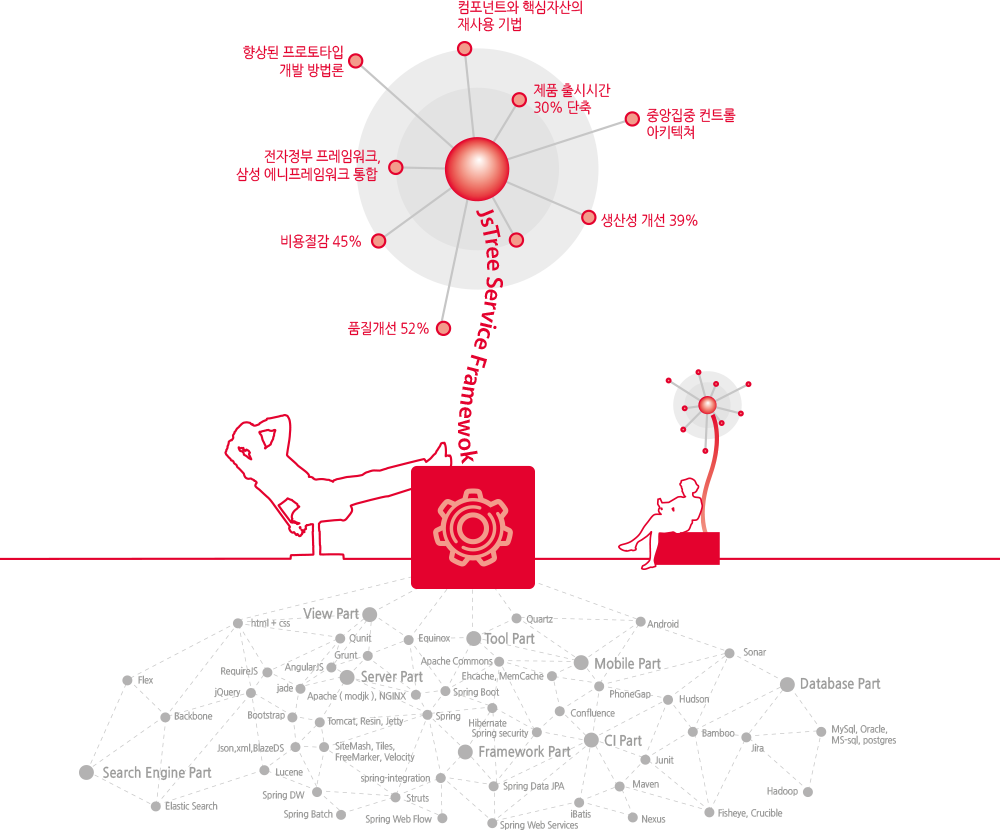 컴포넌트와 핵심자산의
재사용 기법
향상된 프로토타입
개발 방법론
제품 출시시간
30% 단축
중앙집중 컨트롤
아키텍쳐
전자정부 프레임워크,
삼성 애니프레임워크 통합
생산성 개선 39%
비용절감 45%
품질개선 52%
JsTree Service Framewok
View Part
html + css
Quartz
Android
Qunit
Equinox
Tool Part
Grunt
Sonar
AngularJS
Apache Commons
Mobile Part
RequireJS
Server Part
Ehcache, MemCache
Flex
Database Part
jade
jQuery
Apache ( modjk ), NGINX
Spring Boot
PhoneGap
Hudson
Backbone
Bootstrap
Tomcat, Resin, Jetty
Spring
Hibernate
Confluence
Spring security
Bamboo
MySql, Oracle,
MS-sql, postgres
Json,xml,BlazeDS
SiteMash, Tiles,
FreeMarker, Velocity
Framework Part
CI Part
Jira
Junit
Search Engine Part
Lucene
spring-integration
Spring Data JPA
Maven
Hadoop
Spring DW
Struts
Elastic Search
Spring Batch
Spring Web Flow
Spring Web Services
iBatis
Nexus
Fisheye, Crucible